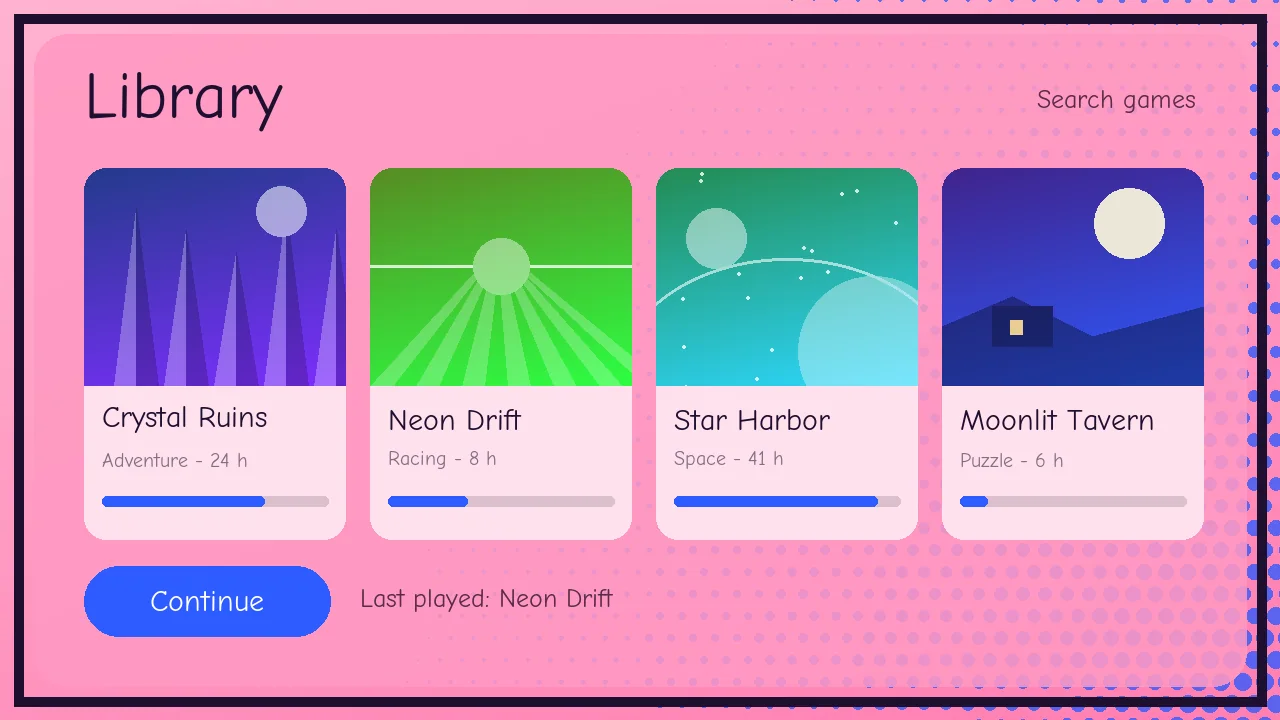 Library
Search games
Crystal Ruins
Adventure - 24 h
Neon Drift
Racing - 8 h
Star Harbor
Space - 41 h
Moonlit Tavern
Puzzle - 6 h
Continue
Last played: Neon Drift